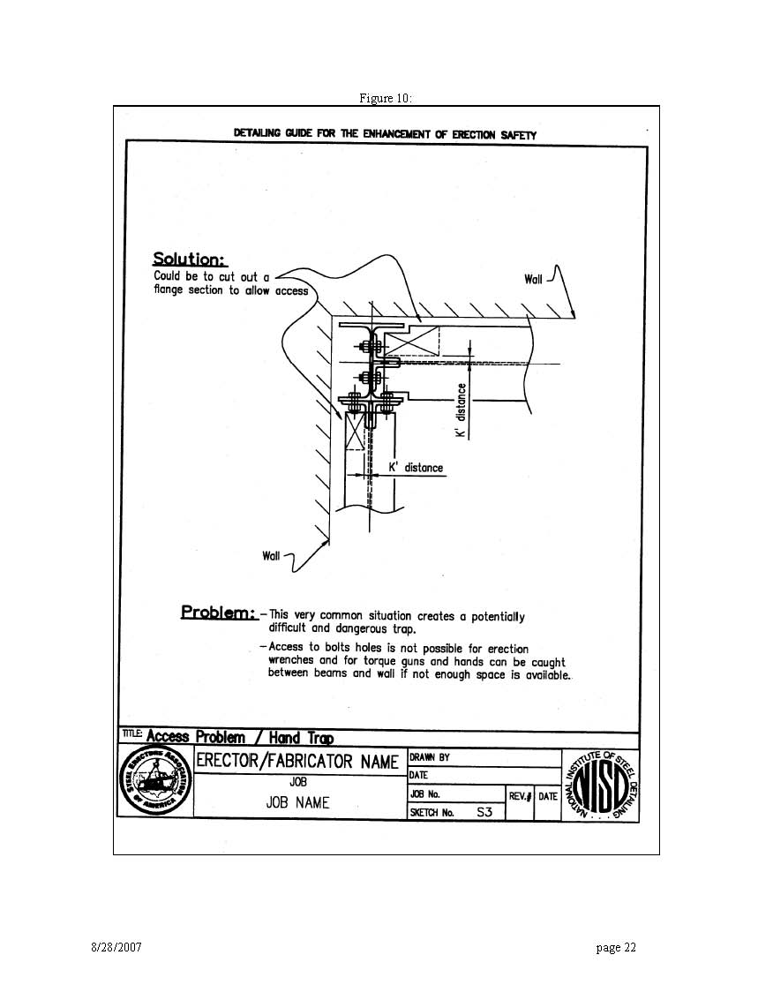 Figure 10:
DETAILING GUIDE FOR THE ENHANCEMENT OF ERECTION SAFETY
Solution:
Could be to cut out a
flange section to allow access
Wall
K' distance
K' distance
Wall
Problem: - This very common situation creates a potentially
difficult and dangerous trap.
- Access to bolts holes is not possible for erection
wrenches and for torque guns and hands can be caught
between beams and wall if not enough space is available.
TITLE: Access Problem / Hand Trap
STEEL ERECTORS ASSOCIATION OF AMERICA
ERECTOR/FABRICATOR NAME
JOB
JOB NAME
DRAWN BY
DATE
JOB No.
SKETCH No. S3
REV.# DATE
NATIONAL INSTITUTE OF STEEL DETAILING
NISD
8/28/2007 page 22